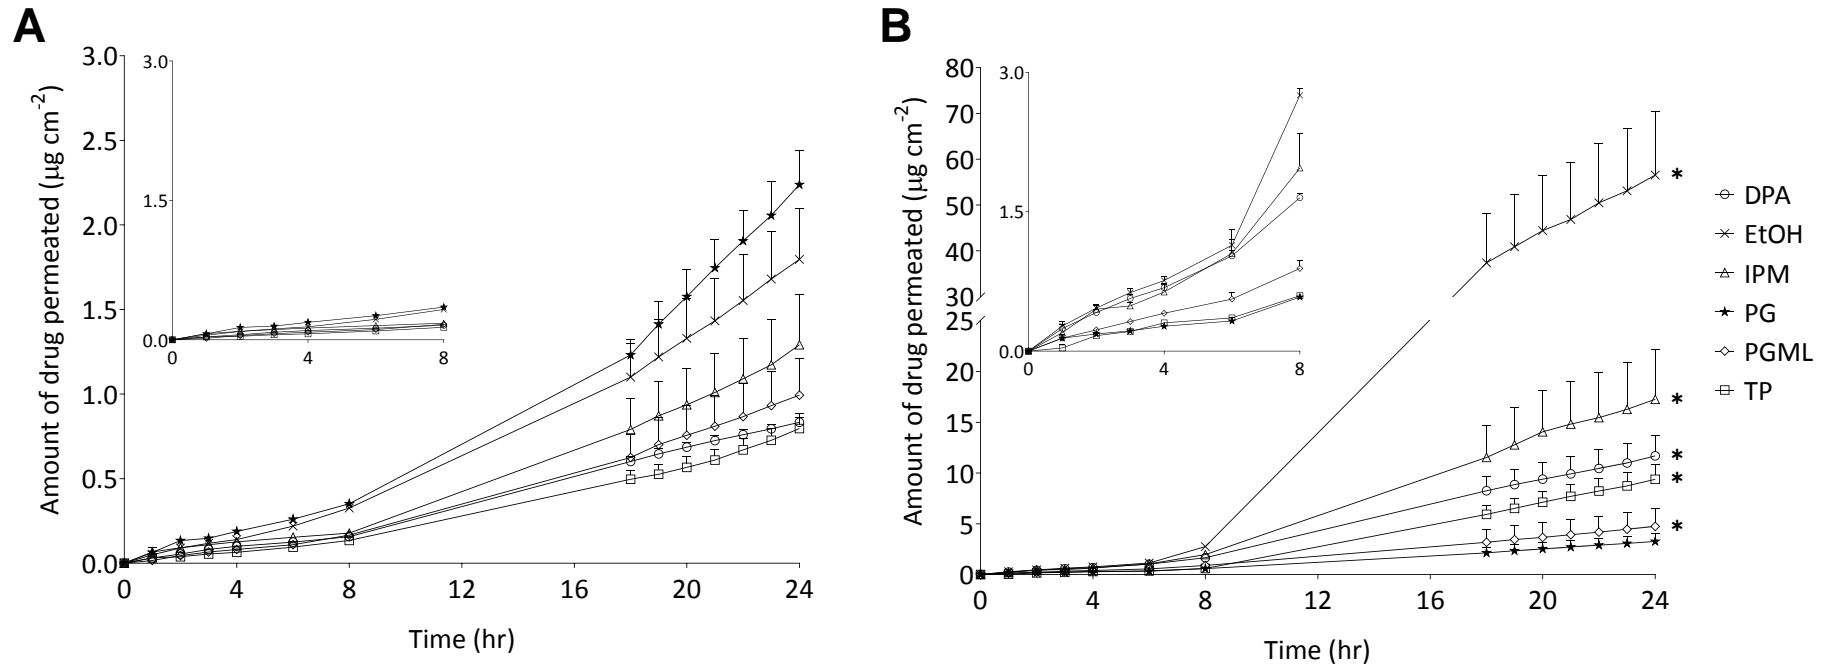 A
Amount of drug permeated (µg cm-2)
3.0
2.5
2.0
1.5
1.0
0.5
0.0
0 4 8 12 16 20 24
Time (hr)
3.0
1.5
0.0
0 4 8
B
Amount of drug permeated (µg cm-2)
80
70
60
50
40
30
25
20
15
10
5
0
0 4 8 12 16 20 24
Time (hr)
3.0
1.5
0.0
0 4 8
*
*
*
*
*
DPA
EtOH
IPM
PG
PGML
TP